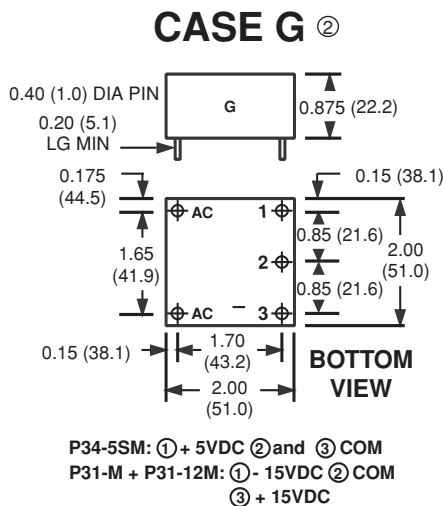 CASE G ②
0.40 (1.0) DIA PIN
0.20 (5.1)
LG MIN
G
0.875 (22.2)
0.175
(44.5)
0.15 (38.1)
AC
1
0.85 (21.6)
1.65
(41.9)
2
2.00
(51.0)
0.85 (21.6)
AC
–
3
0.15 (38.1)
1.70
(43.2)
BOTTOM
VIEW
2.00
(51.0)
P34-5SM: ① + 5VDC ② and ③ COM
P31-M + P31-12M: ① - 15VDC ② COM
③ + 15VDC